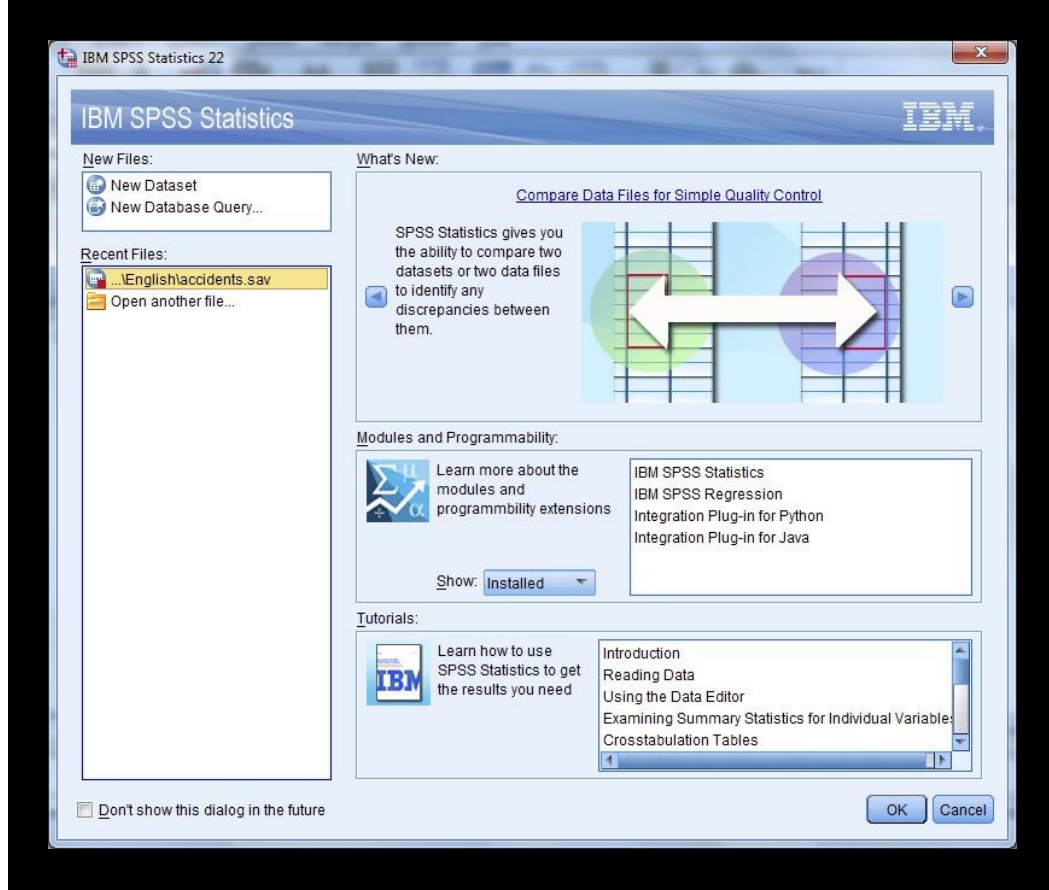 IBM SPSS Statistics 22
IBM SPSS Statistics
IBM
New Files:
New Dataset
New Database Query...
Recent Files:
...\English\accidents.sav
Open another file...
What's New:
Compare Data Files for Simple Quality Control
SPSS Statistics gives you
the ability to compare two
datasets or two data files
to identify any
discrepancies between
them.
Modules and Programmability:
Learn more about the
modules and
programmbility extensions
Show: Installed
IBM SPSS Statistics
IBM SPSS Regression
Integration Plug-in for Python
Integration Plug-in for Java
Tutorials:
Learn how to use
SPSS Statistics to get
the results you need
IBM
Introduction
Reading Data
Using the Data Editor
Examining Summary Statistics for Individual Variable
Crosstabulation Tables
Don't show this dialog in the future
OK
Cancel